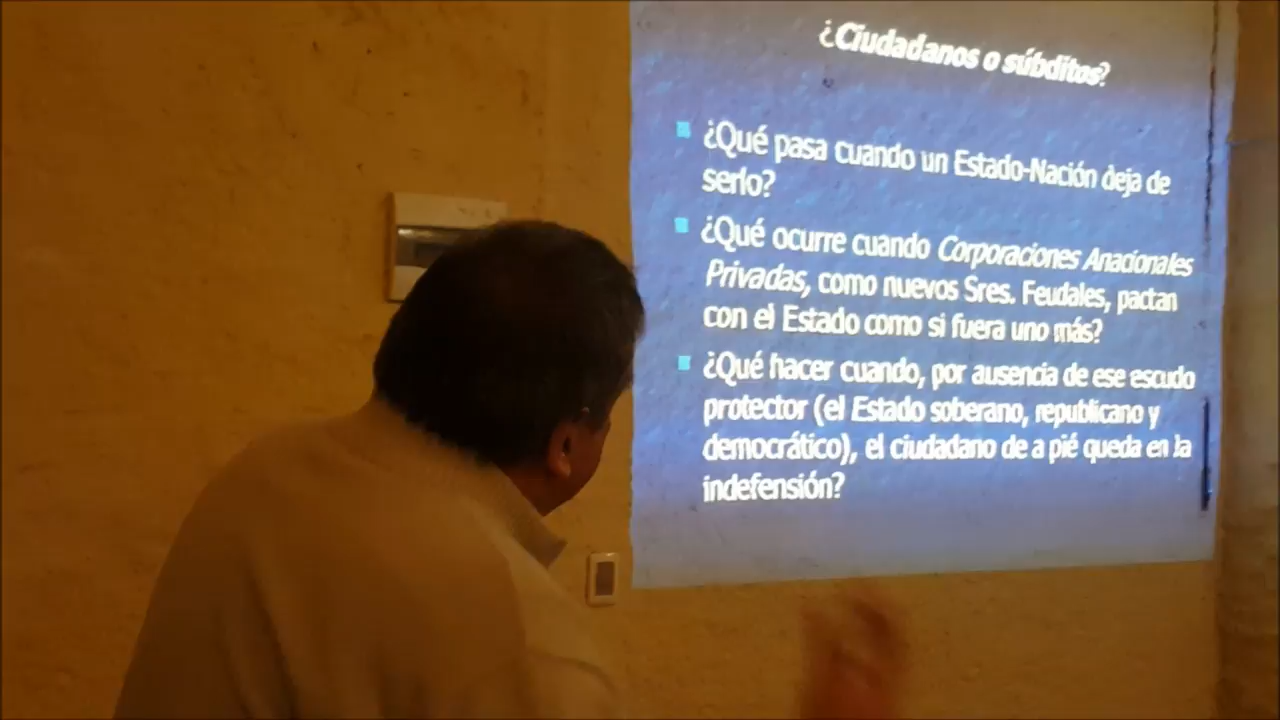 ¿Ciudadanos o súbditos?
¿Qué pasa cuando un Estado-Nación deja de
serlo?
¿Qué ocurre cuando Corporaciones Anacionales
Privadas, como nuevos Sres. Feudales, pactan
con el Estado como si fuera uno más?
¿Qué hacer cuando, por ausencia de ese escudo
protector (el Estado soberano, republicano y
democrático), el ciudadano de a pié queda en la
indefensión?